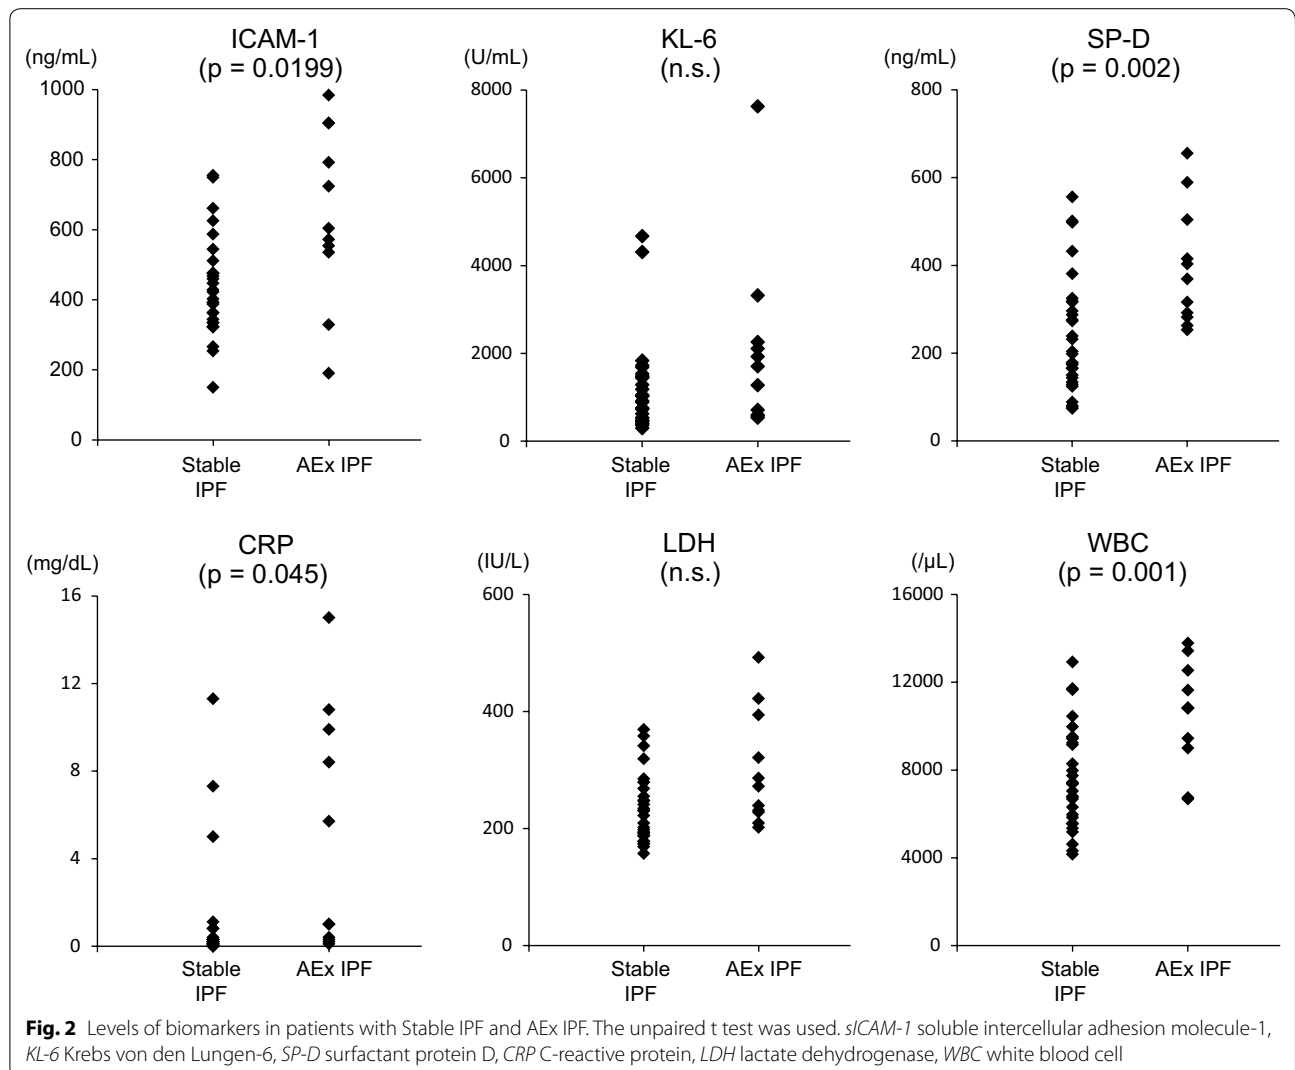 ICAM-1
(ng/mL)
(p = 0.0199)
1000
800
600
400
200
0
Stable
IPF
AEx IPF
KL-6
(U/mL)
(n.s.)
8000
6000
4000
2000
0
Stable
IPF
AEx IPF
SP-D
(ng/mL)
(p = 0.002)
800
600
400
200
0
Stable
IPF
AEx IPF
CRP
(mg/dL)
(p = 0.045)
16
12
8
4
0
Stable
IPF
AEx IPF
LDH
(IU/L)
(n.s.)
600
400
200
0
Stable
IPF
AEx IPF
WBC
(/µL)
(p = 0.001)
16000
12000
8000
4000
0
Stable
IPF
AEx IPF
Fig. 2 Levels of biomarkers in patients with Stable IPF and AEx IPF. The unpaired t test was used. sICAM-1 soluble intercellular adhesion molecule-1,
KL-6 Krebs von den Lungen-6, SP-D surfactant protein D, CRP C-reactive protein, LDH lactate dehydrogenase, WBC white blood cell